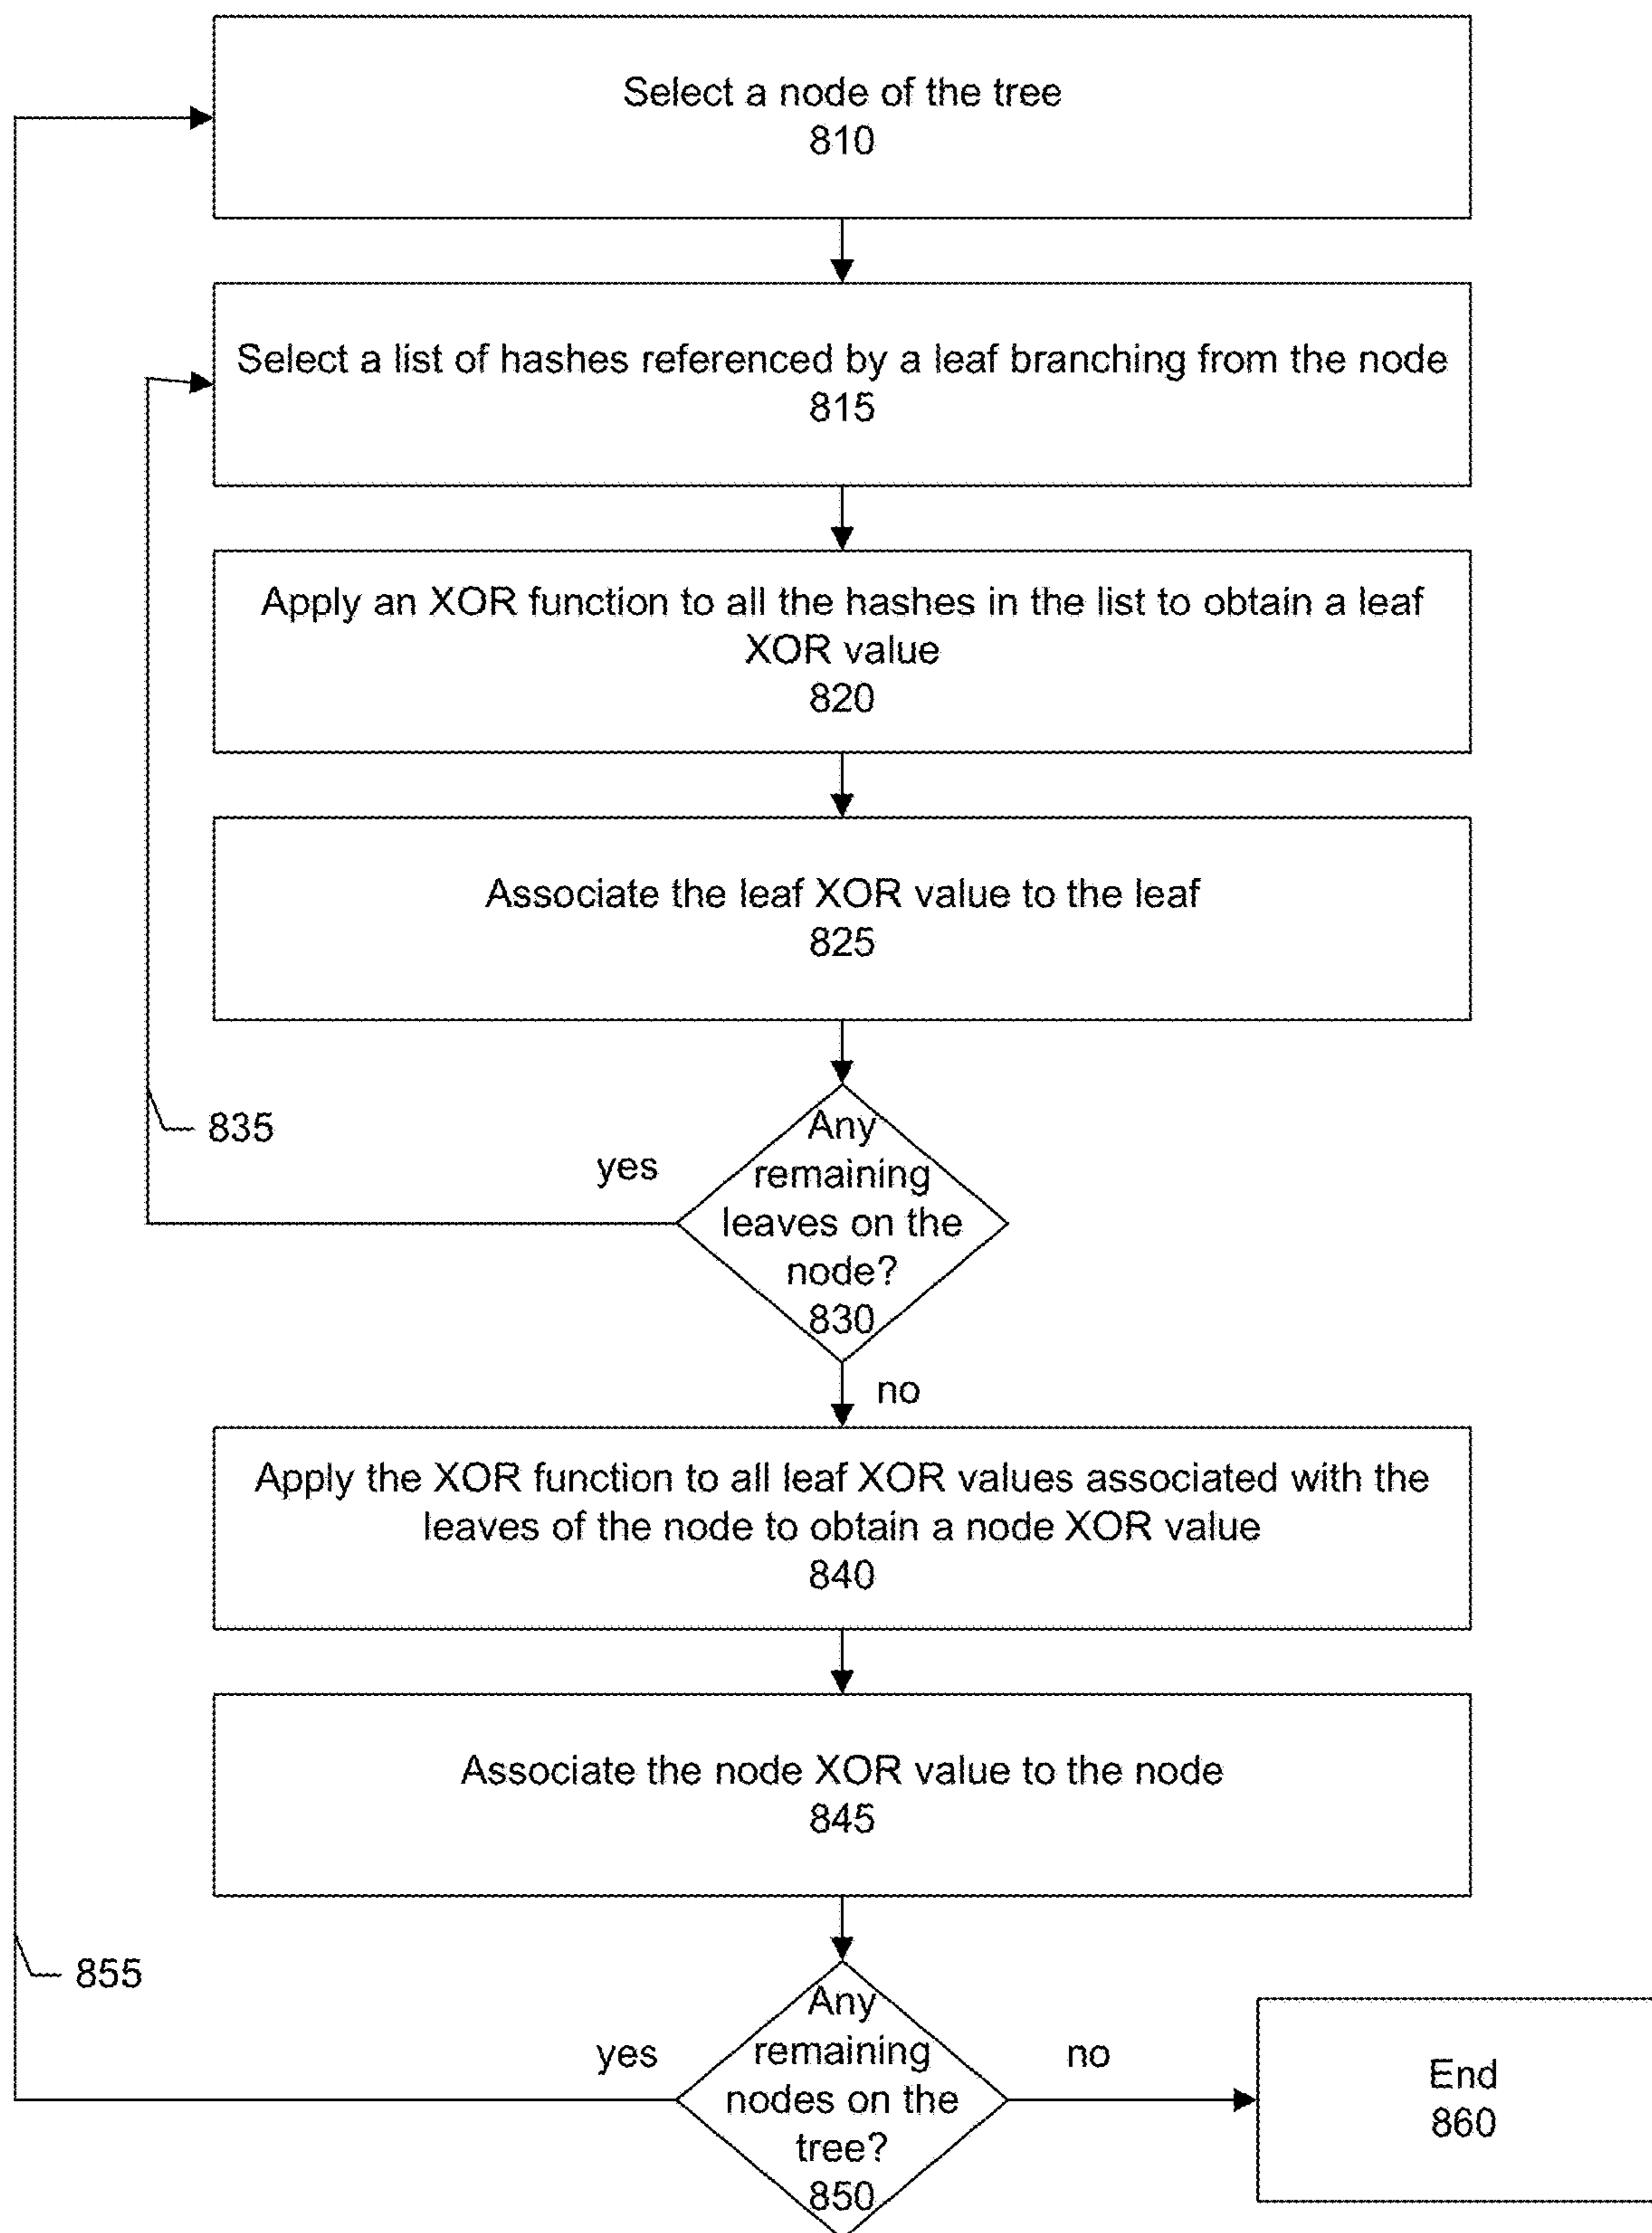 Select a node of the tree
810
Select a list of hashes referenced by a leaf branching from the node
815
Apply an XOR function to all the hashes in the list to obtain a leaf
XOR value
820
Associate the leaf XOR value to the leaf
825
835
yes
Any
remaining
leaves on the
node?
830
no
Apply the XOR function to all leaf XOR values associated with the
leaves of the node to obtain a node XOR value
840
Associate the node XOR value to the node
845
855
yes
Any
remaining
nodes on the
tree?
850
no
End
860